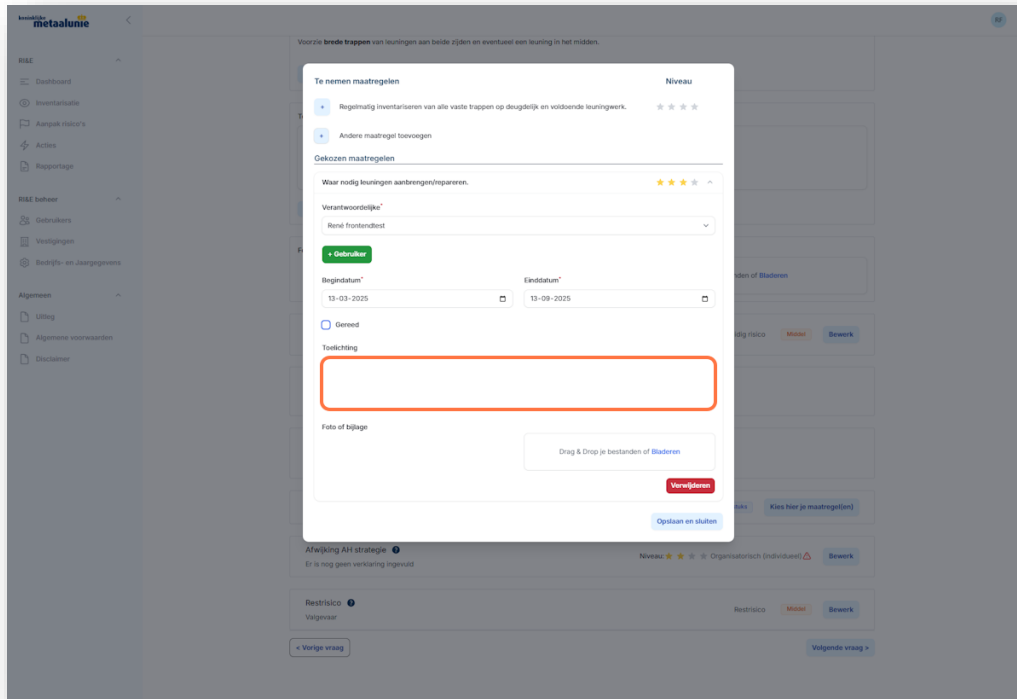 koninklijke
metaalunie
RF
Voorzie brede trappen van leuningen aan beide zijden en eventueel een leuning in het midden.
RI&E
Dashboard
Inventarisatie
Aanpak risico's
Acties
Rapportage
RI&E beheer
Gebruikers
Vestigingen
Bedrijfs- en Jaargegevens
Algemeen
Uitleg
Algemene voorwaarden
Disclaimer
Te nemen maatregelen Niveau
+ Regelmatig inventariseren van alle vaste trappen op deugdelijk en voldoende leuningwerk.
+ Andere maatregel toevoegen
Gekozen maatregelen
Waar nodig leuningen aanbrengen/repareren.
Verantwoordelijke*
René frontendtest
+ Gebruiker
Begindatum* Einddatum*
13-03-2025 13-09-2025
Gereed
Toelichting
Foto of bijlage
Drag & Drop je bestanden of Bladeren
Verwijderen
Opslaan en sluiten
nden of Bladeren
dig risico Middel Bewerk
Kies hier je maatregel(en)
Afwijking AH strategie ?
Er is nog geen verklaring ingevuld
Niveau: Organisatorisch (individueel) Bewerk
Restrisico ?
Valgevaar
Restrisico Middel Bewerk
< Vorige vraag Volgende vraag >